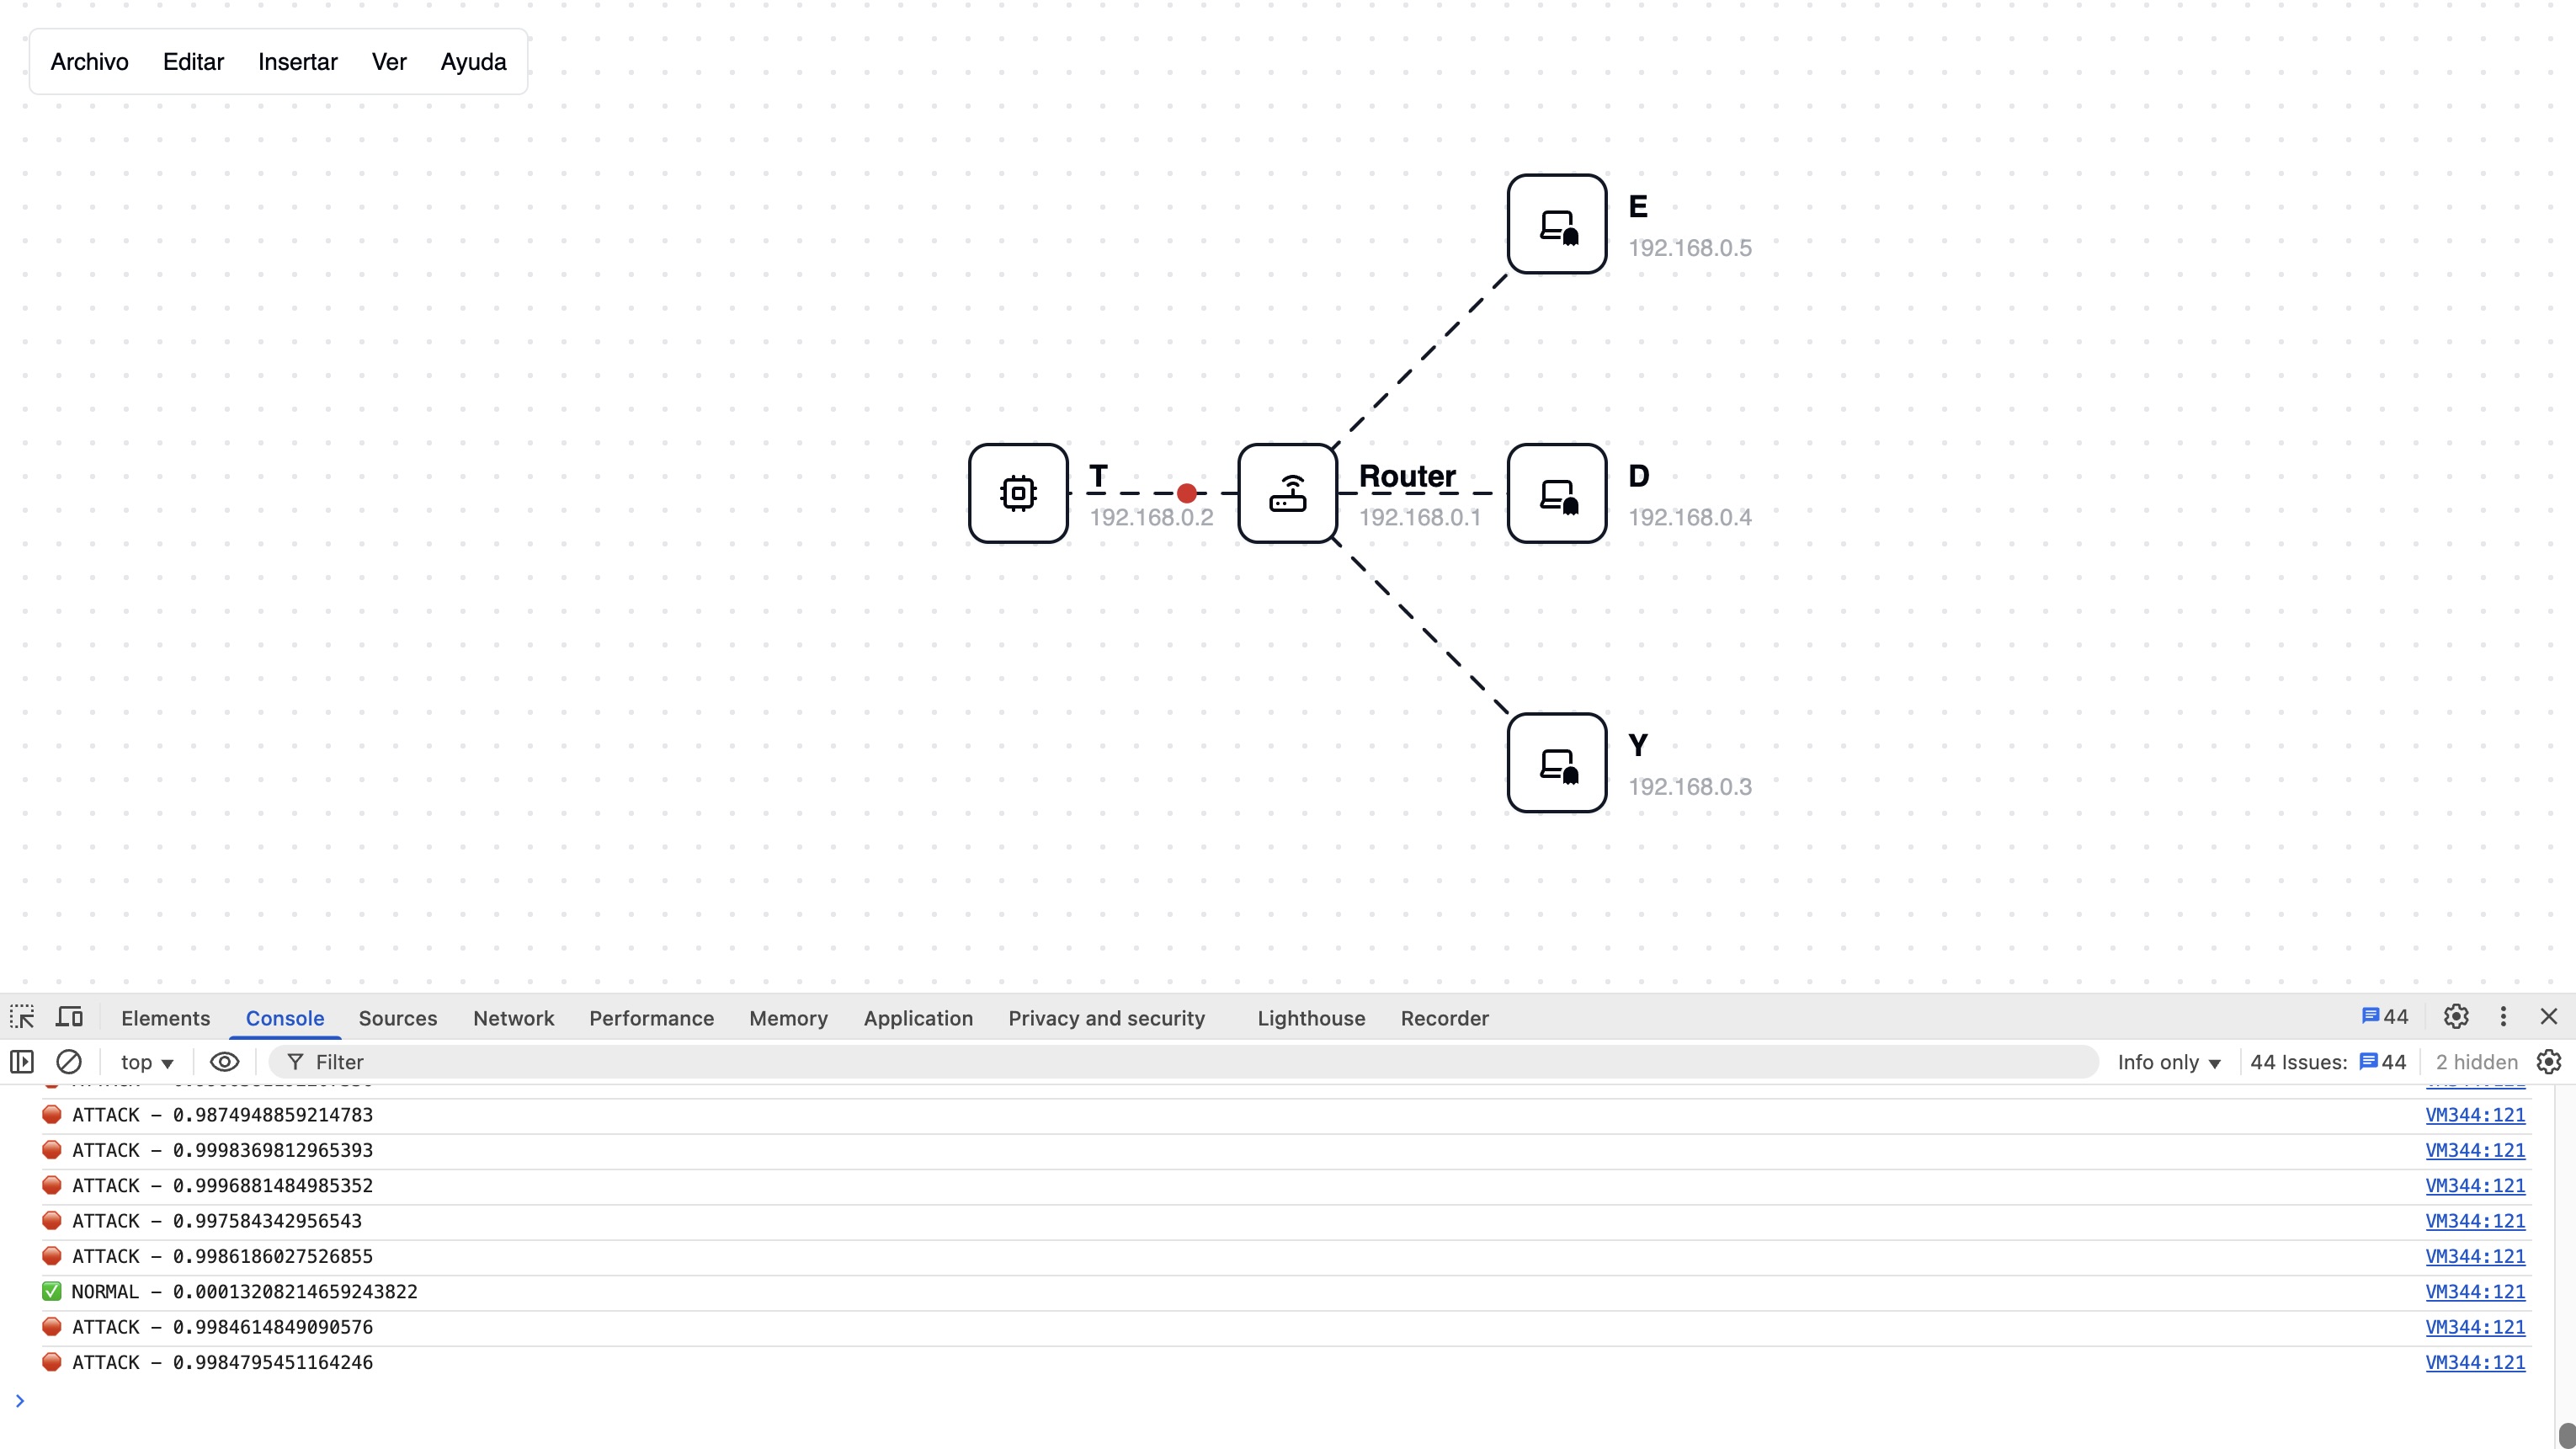 Archivo Editar Insertar Ver Ayuda
E
192.168.0.5
T
192.168.0.2
Router
192.168.0.1
D
192.168.0.4
Y
192.168.0.3
Elements Console Sources Network Performance Memory Application Privacy and security Lighthouse Recorder 44
top Filter Info only 44 Issues: 44 2 hidden
ATTACK – 0.9874948859214783 VM344:121
ATTACK – 0.9998369812965393 VM344:121
ATTACK – 0.9996881484985352 VM344:121
ATTACK – 0.997584342956543 VM344:121
ATTACK – 0.9986186027526855 VM344:121
NORMAL – 0.00013208214659243822 VM344:121
ATTACK – 0.9984614849090576 VM344:121
ATTACK – 0.9984795451164246 VM344:121